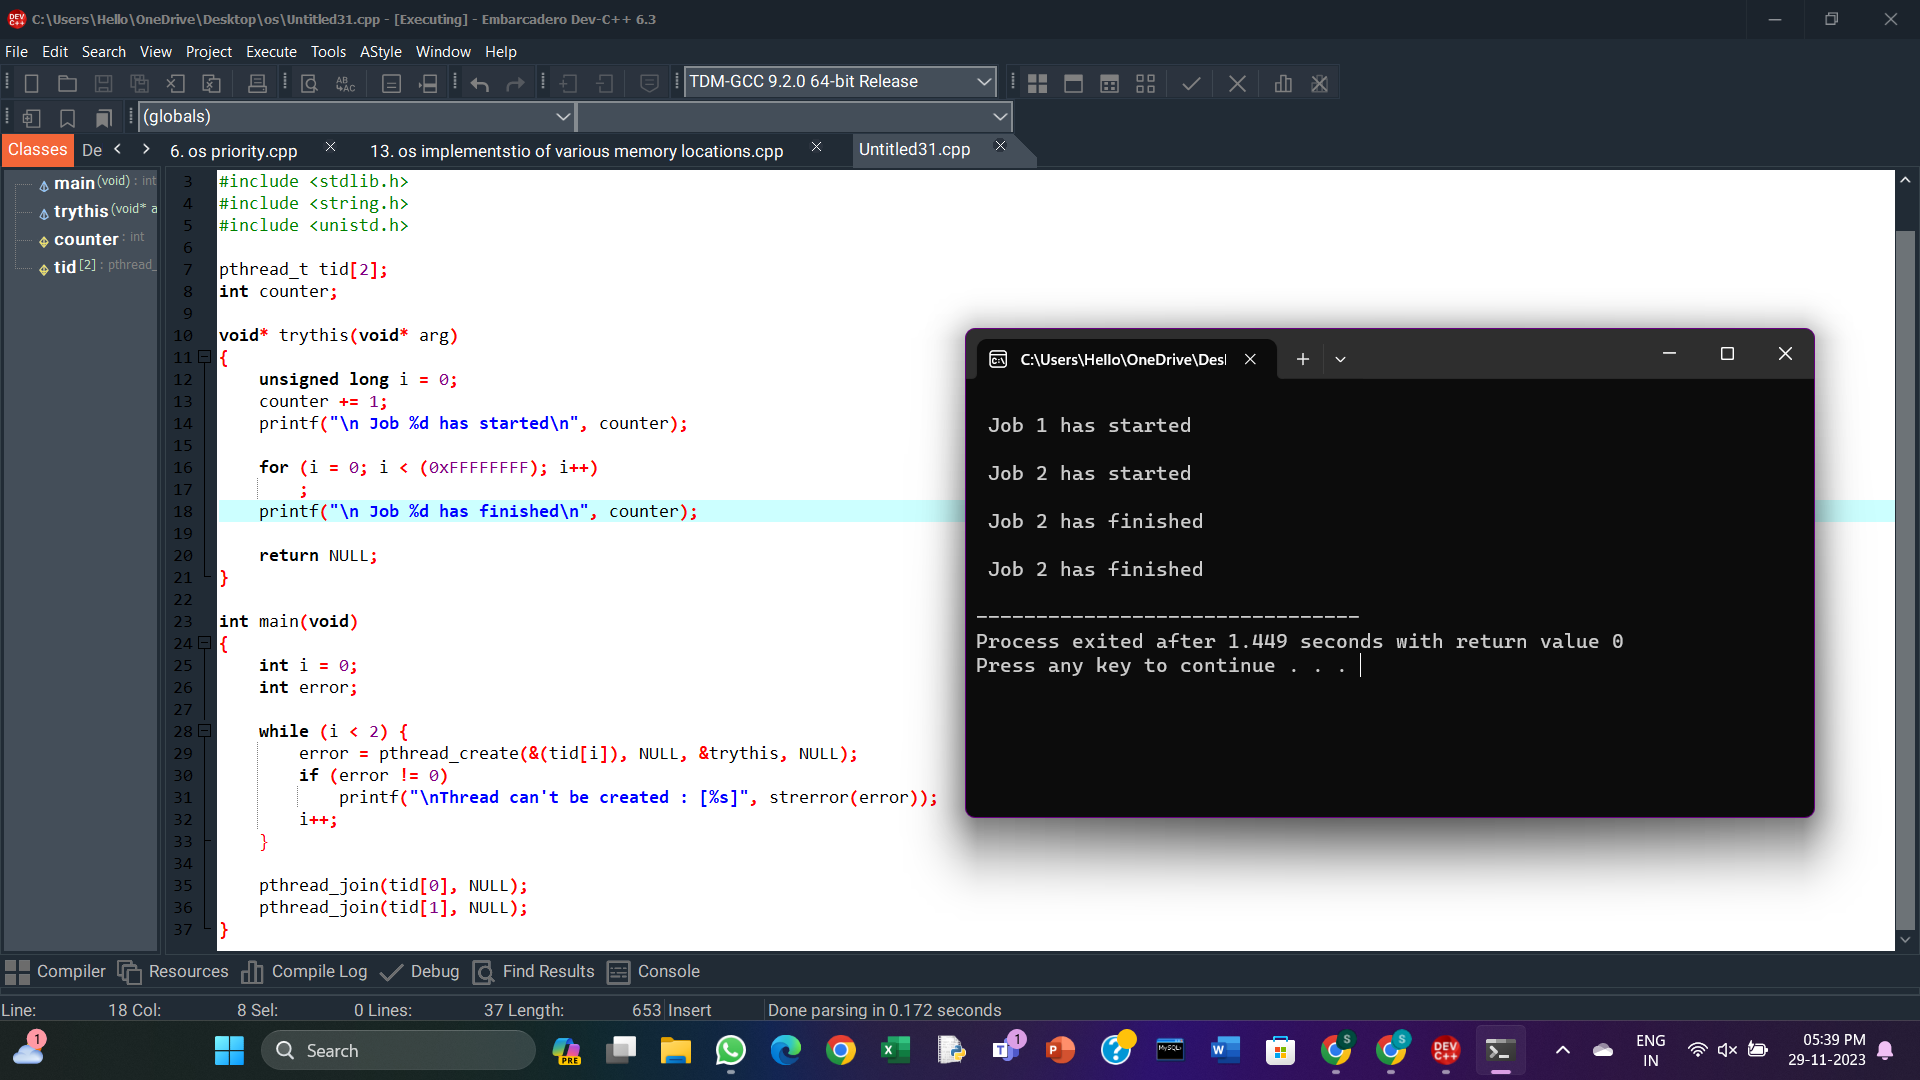 C:\Users\Hello\OneDrive\Desktop\os\Untitled31.cpp - [Executing] - Embarcadero Dev-C++ 6.3
File Edit Search View Project Execute Tools AStyle Window Help
TDM-GCC 9.2.0 64-bit Release
(globals)
Classes De 6. os priority.cpp 13. os implementstio of various memory locations.cpp Untitled31.cpp
main (void) : int
trythis (void* a
counter : int
tid [2] : pthread_
3 #include <stdlib.h>
4 #include <string.h>
5 #include <unistd.h>
6
7 pthread_t tid[2];
8 int counter;
9
10 void* trythis(void* arg)
11 {
12 unsigned long i = 0;
13 counter += 1;
14 printf("\n Job %d has started\n", counter);
15
16 for (i = 0; i < (0xFFFFFFFF); i++)
17 ;
18 printf("\n Job %d has finished\n", counter);
19
20 return NULL;
21 }
22
23 int main(void)
24 {
25 int i = 0;
26 int error;
27
28 while (i < 2) {
29 error = pthread_create(&(tid[i]), NULL, &trythis, NULL);
30 if (error != 0)
31 printf("\nThread can't be created : [%s]", strerror(error));
32 i++;
33 }
34
35 pthread_join(tid[0], NULL);
36 pthread_join(tid[1], NULL);
37 }
C:\Users\Hello\OneDrive\Des
Job 1 has started
Job 2 has started
Job 2 has finished
Job 2 has finished
--------------------------------
Process exited after 1.449 seconds with return value 0
Press any key to continue . . .
Compiler Resources Compile Log Debug Find Results Console
Line: 18 Col: 8 Sel: 0 Lines: 37 Length: 653 Insert Done parsing in 0.172 seconds
1 Search PRE 1 MySQL S S DEV C++ ENG 05:39 PM
IN 29-11-2023